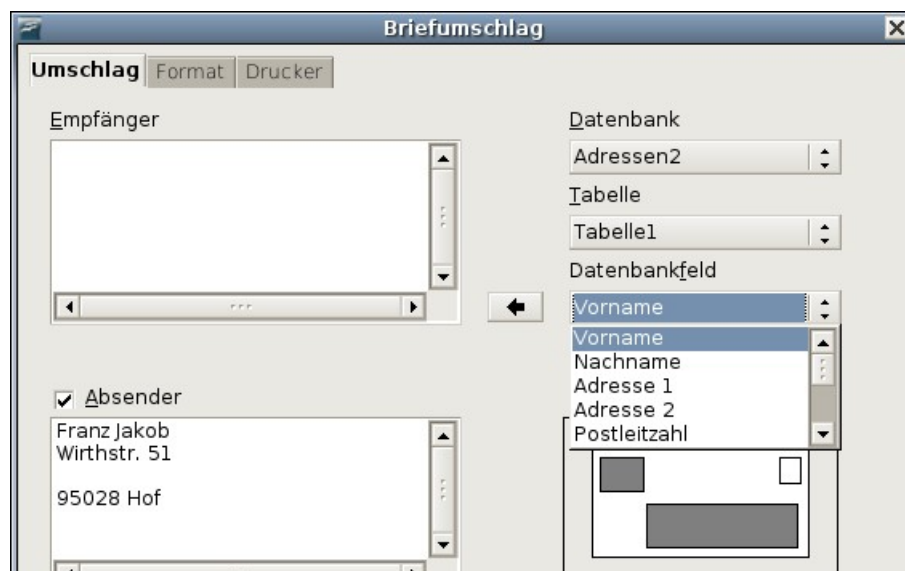 Briefumschlag
Umschlag Format Drucker
Empfänger
Datenbank
Adressen2
Tabelle
Tabelle1
Datenbankfeld
Vorname
Vorname
Nachname
Adresse 1
Adresse 2
Postleitzahl
Absender
Franz Jakob
Wirthstr. 51
95028 Hof